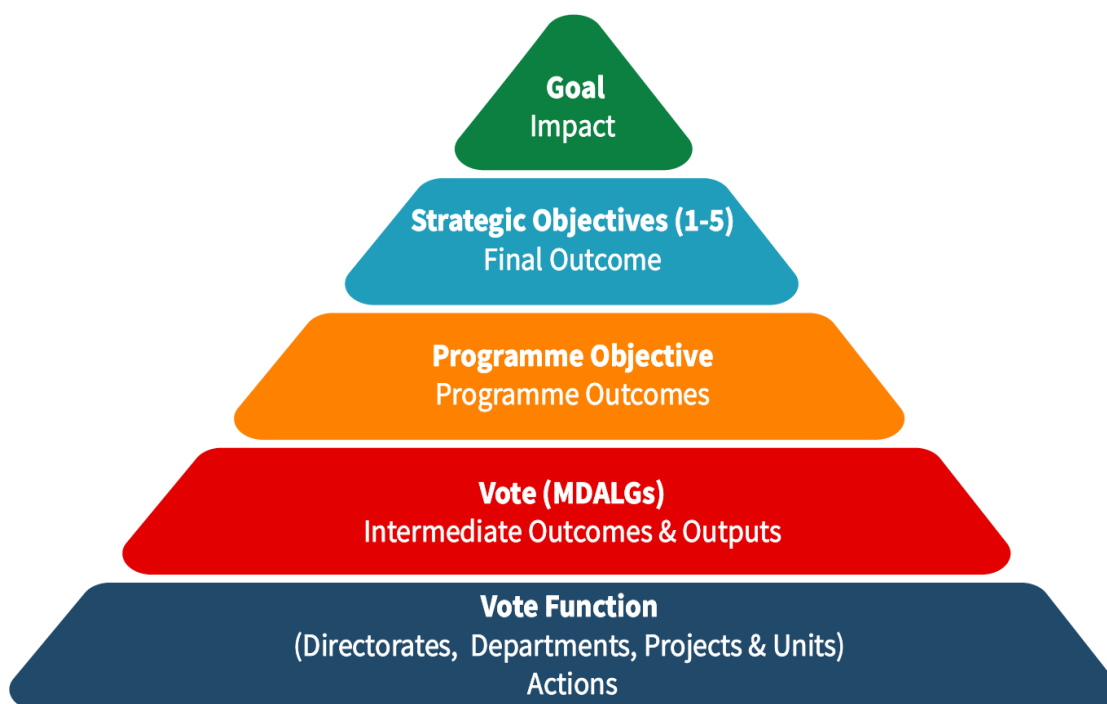 Goal
Impact
Strategic Objectives (1-5)
Final Outcome
Programme Objective
Programme Outcomes
Vote (MDALGs)
Intermediate Outcomes & Outputs
Vote Function
(Directorates, Departments, Projects & Units)
Actions